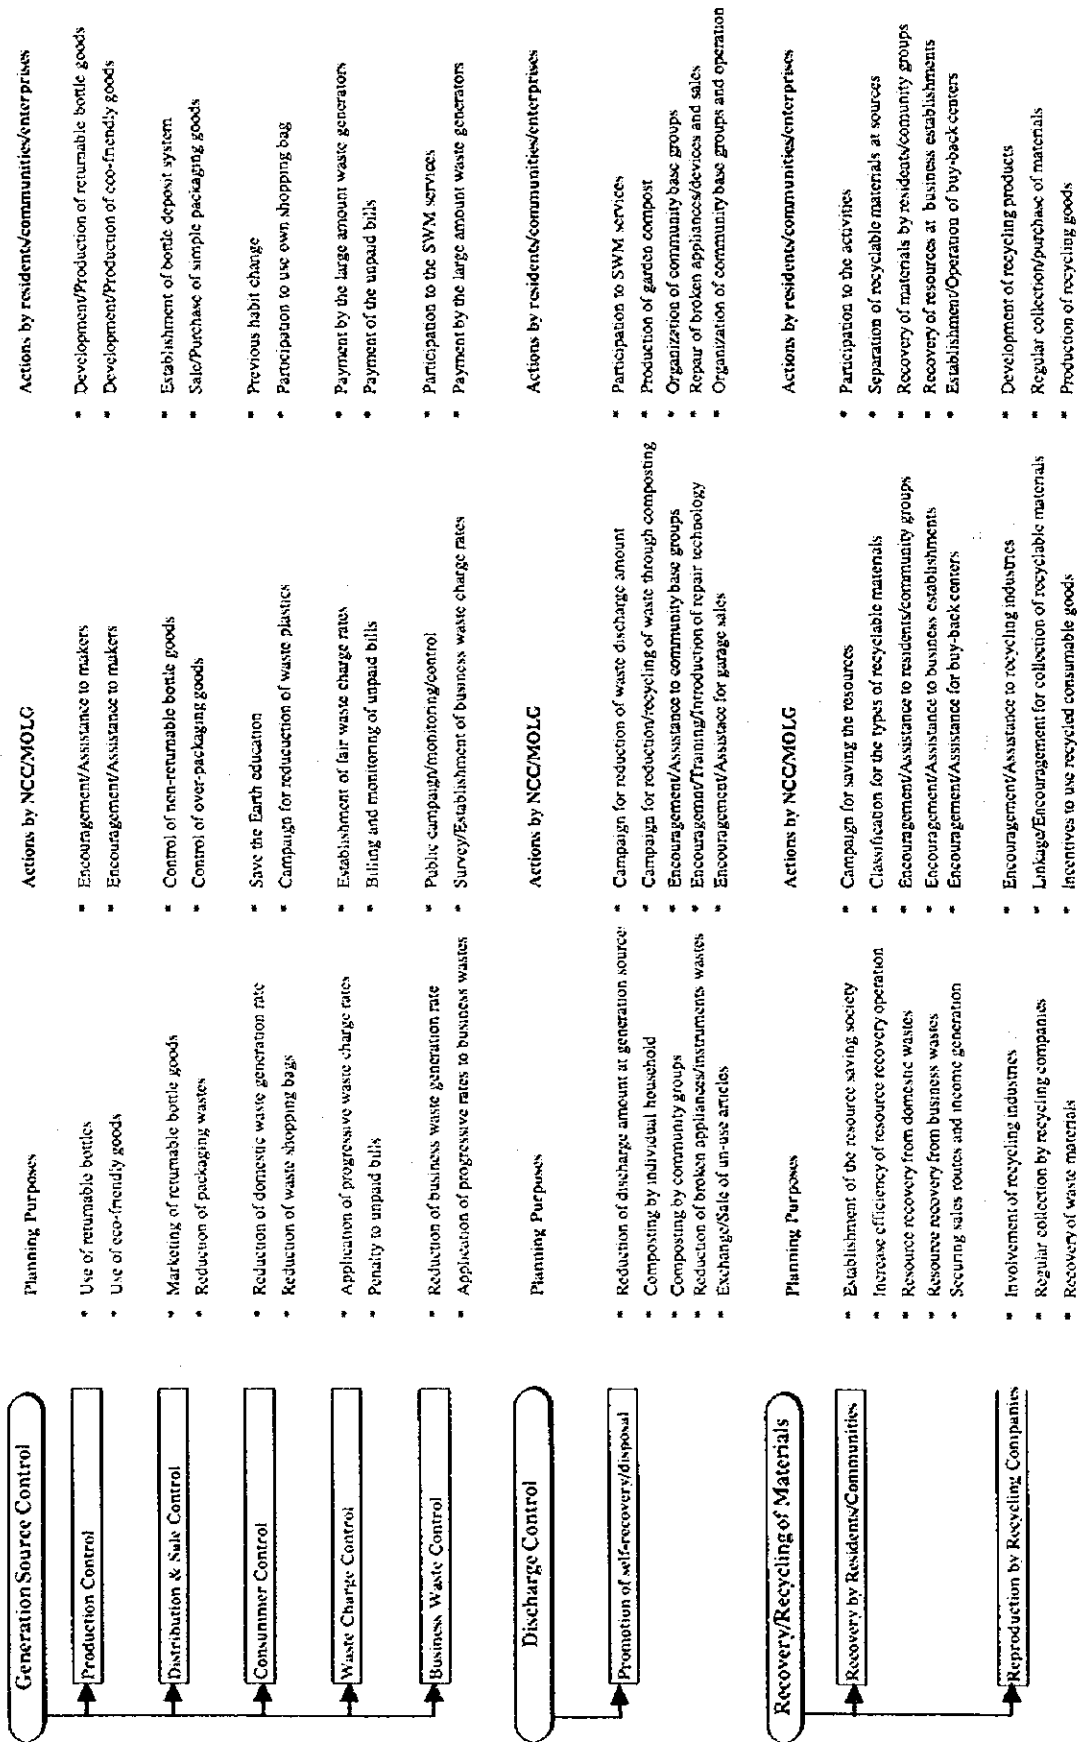 Generation Source Control
Planning Purposes
Actions by NCC/MOLG
Actions by residents/communities/enterprises
Production Control
* Use of returnable bottles
* Encouragement/Assistance to makers
* Development/Production of returnable bottle goods
* Use of eco-friendly goods
* Encouragement/Assistance to makers
* Development/Production of eco-friendly goods
Distribution & Sale Control
* Marketing of returnable bottle goods
* Control of non-returnable bottle goods
* Establishment of bottle deposit system
* Reduction of packaging wastes
* Control of over-packaging goods
* Sale/Purchase of simple packaging goods
Consummer Control
* Reduction of domestic waste generation rate
* Save the Earth education
* Previous habit change
* Reduction of waste shopping bags
* Campaign for reducuction of waste plastics
* Participation to use own shopping bag
Waste Charge Control
* Application of progressive waste charge rates
* Establishment of fair waste charge rates
* Payment by the large amount waste generators
* Penalty to unpaid bills
* Billing and monitoring of unpaid bills
* Payment of the unpaid bills
Business Waste Control
* Reduction of business waste generation rate
* Public campaign/monitoring/control
* Participation to the SWM services
* Application of progressive rates to business wastes
* Survey/Establishment of business waste charge rates
* Payment by the large amount waste generators
Discharge Control
Planning Purposes
Actions by NCC/MOLG
Actions by residents/communities/enterprises
Promotion of self-recovery/disposal
* Reduction of discharge amount at generation source
* Campaign for reduction of waste discharge amount
* Participation to SWM services
* Composting by individual household
* Campaign for reduction/recycling of waste through composting
* Production of garden compost
* Composting by community groups
* Encouragement/Assistance to community base groups
* Organization of community base groups
* Reduction of broken appliances/instruments wastes
* Encouragemnt/Training/Introduction of repair technology
* Repair of broken appliances/devices and sales
* Exchange/Sale of un-use articles
* Encouragement/Assistance for garage sales
* Organization of community base groups and operation
Recovery/Recycling of Materials
Planning Purposes
Actions by NCC/MOLG
Actions by residents/communities/enterprises
Recovery by Residents/Communities
* Establishment of the resource saving society
* Campaign for saving the resources
* Participation to the activities
* Increase efficiency of resource recovery operation
* Classification for the types of recyclable materials
* Separation of recyclable materials at sources
* Resource recovery from domestic wastes
* Encouragement/Assistance to residents/community groups
* Recovery of materials by residents/comunity groups
* Resource recovery from business wastes
* Encouragement/Assistance to business establishments
* Recovery of resources at business establishments
* Securing sales routes and income generation
* Encouragement/Assistance for buy-back centers
* Establishment/Operation of buy-back centers
Reproduction by Recycling Companies
* Involvement of recycling industries
* Encouragement/Assistance to recycling industries
* Development of recycling products
* Regular collection by recycling companies
* Linkage/Encouragement for collection of recyclable materials
* Regular collection/purchase of materials
* Recovery of waste materials
* Incentives to use recycled consumable goods
* Production of recycling goods